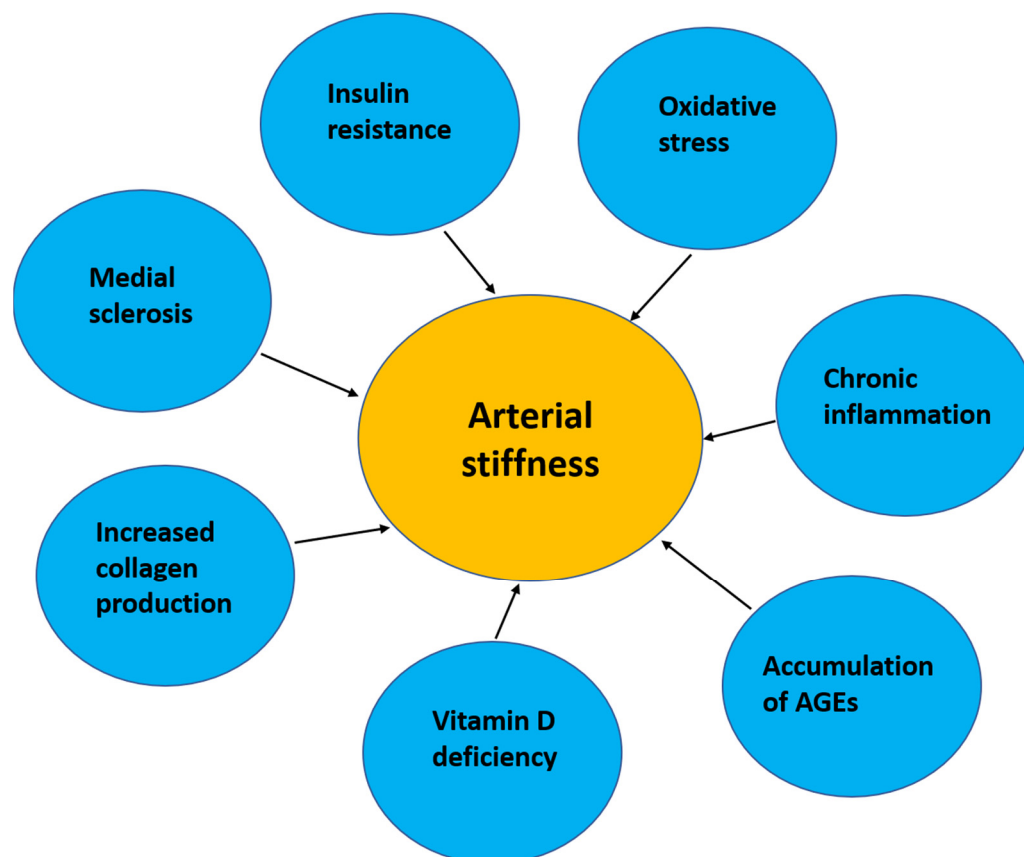 Insulin
resistance
Oxidative
stress
Medial
sclerosis
Chronic
inflammation
Arterial
stiffness
Increased
collagen
production
Accumulation
of AGEs
Vitamin D
deficiency